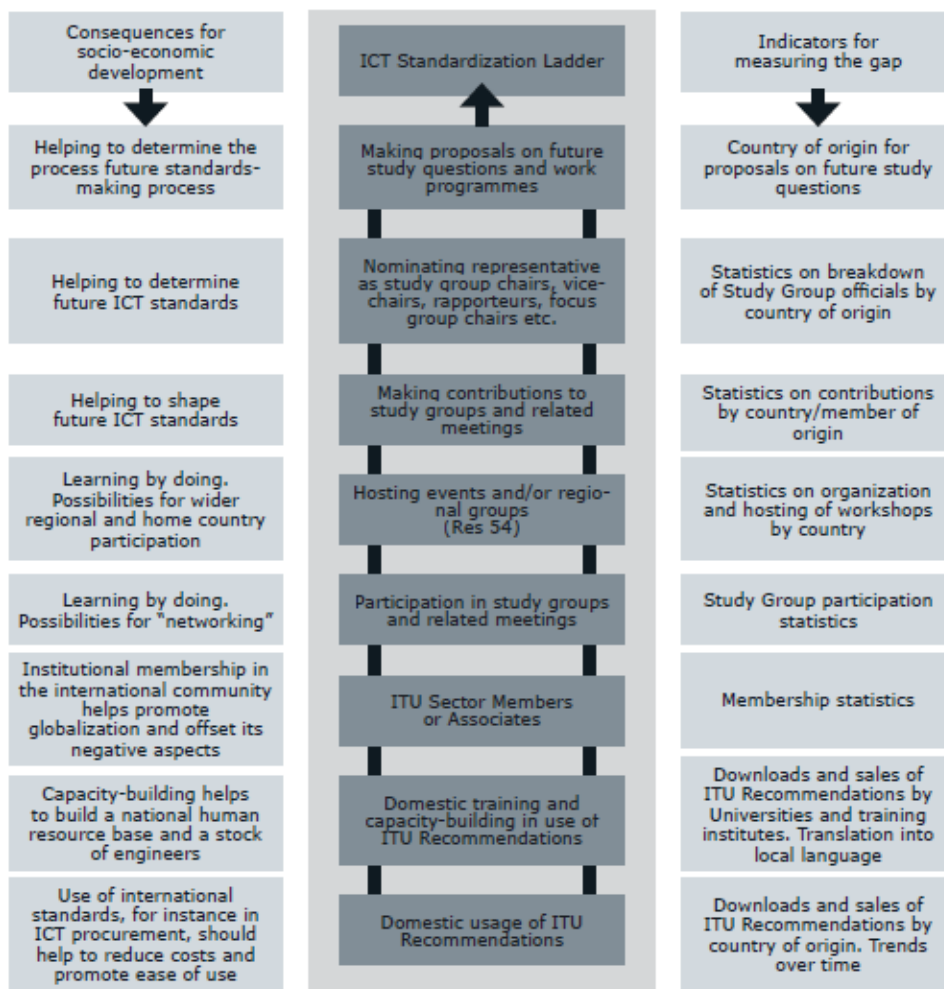 Consequences for
socio-economic
development
ICT Standardization Ladder
Indicators for
measuring the gap
Helping to determine the
process future standards-
making process
Making proposals on future
study questions and work
programmes
Country of origin for
proposals on future study
questions
Helping to determine
future ICT standards
Nominating representative
as study group chairs, vice-
chairs, rapporteurs, focus
group chairs etc.
Statistics on breakdown
of Study Group officials by
country of origin
Helping to shape
future ICT standards
Making contributions to
study groups and related
meetings
Statistics on contributions
by country/member of
origin
Learning by doing.
Possibilities for wider
regional and home country
participation
Hosting events and/or regio-
nal groups
(Res 54)
Statistics on organization
and hosting of workshops
by country
Learning by doing.
Possibilities for “networking”
Participation in study groups
and related meetings
Study Group participation
statistics
Institutional membership in
the international community
helps promote
globalization and offset its
negative aspects
ITU Sector Members
or Associates
Membership statistics
Capacity-building helps
to build a national human
resource base and a stock
of engineers
Domestic training and
capacity-building in use of
ITU Recommendations
Downloads and sales of
ITU Recommendations by
Universities and training
institutes. Translation into
local language
Use of international
standards, for instance in
ICT procurement, should
help to reduce costs and
promote ease of use
Domestic usage of ITU
Recommendations
Downloads and sales of
ITU Recommendations by
country of origin. Trends
over time